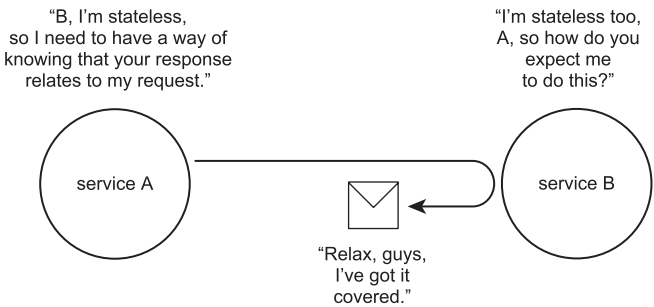 “B, I’m stateless,
so I need to have a way of
knowing that your response
relates to my request.”
“I’m stateless too,
A, so how do you
expect me
to do this?”
service A
service B
“Relax, guys,
I’ve got it
covered.”